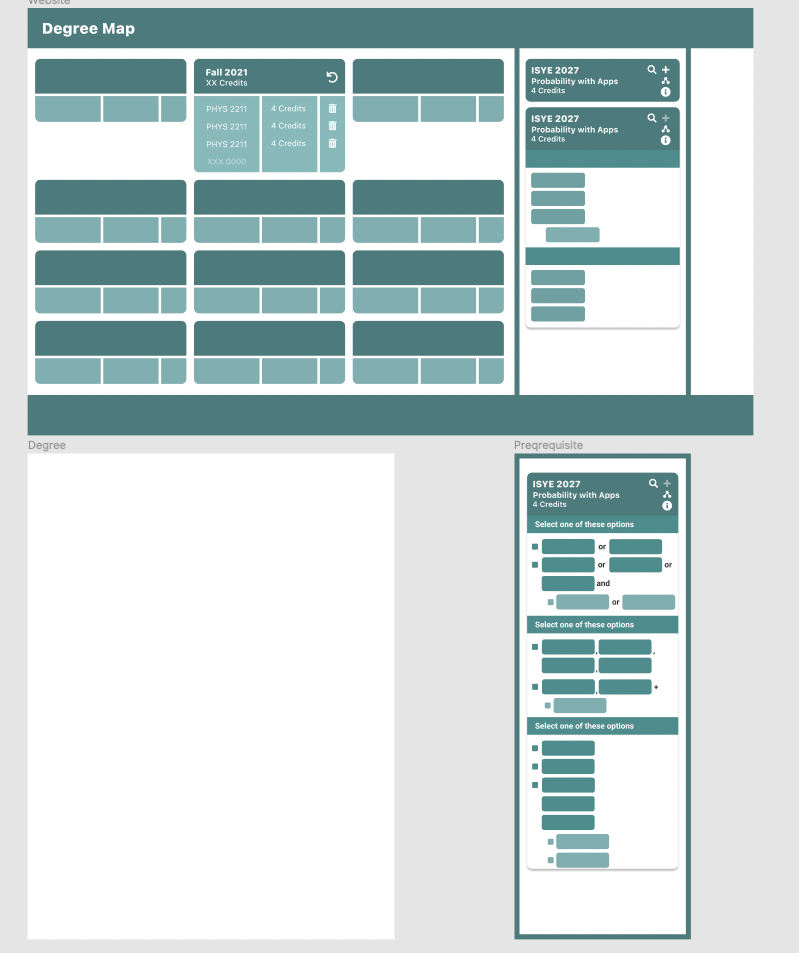 Website
Degree Map
Fall 2021
XX Credits
PHYS 2211 4 Credits
PHYS 2211 4 Credits
PHYS 2211 4 Credits
XXX 0000
ISYE 2027
Probability with Apps
4 Credits
ISYE 2027
Probability with Apps
4 Credits
Degree
Preqrequisite
ISYE 2027
Probability with Apps
4 Credits
Select one of these options
or
or or
and
or
Select one of these options
, ,
,
, +
Select one of these options